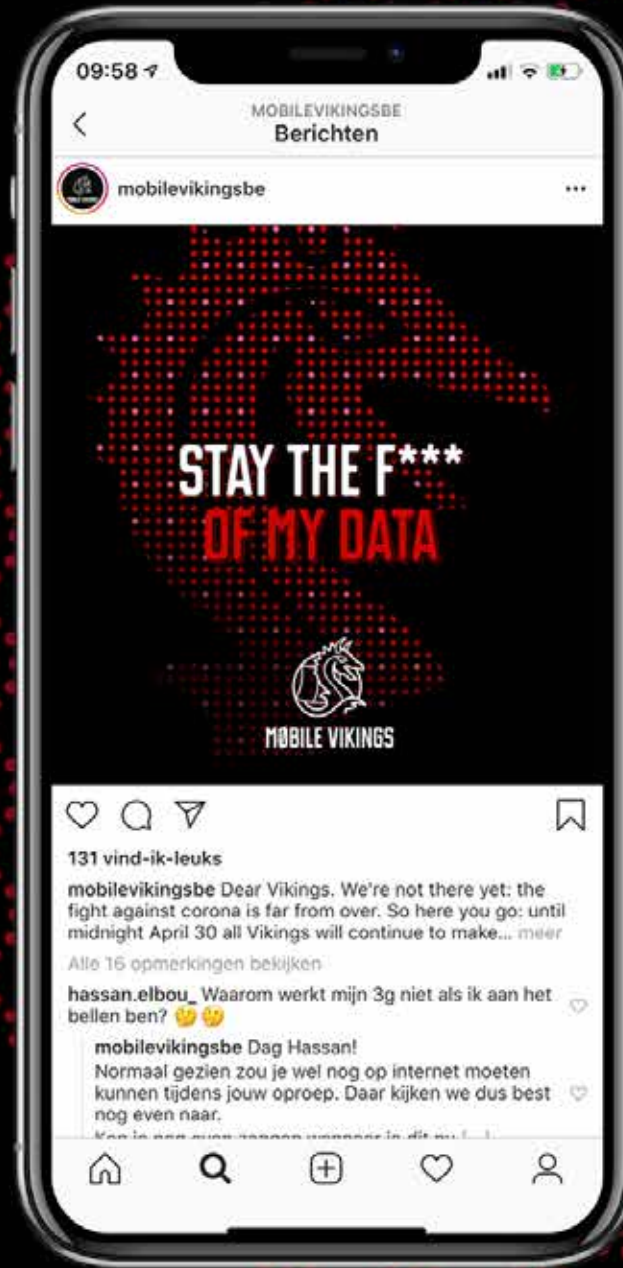 09:58
MOBILEVIKINGSBE
Berichten
mobilevikingsbe
STAY THE F***
OF MY DATA
MØBILE VIKINGS
131 vind-ik-leuks
mobilevikingsbe Dear Vikings. We're not there yet: the
fight against corona is far from over. So here you go: until
midnight April 30 all Vikings will continue to make... meer
Alle 16 opmerkingen bekijken
hassan.elbou_ Waarom werkt mijn 3g niet als ik aan het
bellen ben? 🤔🤔
mobilevikingsbe Dag Hassan!
Normaal gezien zou je wel nog op internet moeten
kunnen tijdens jouw oproep. Daar kijken we dus best
nog even naar.